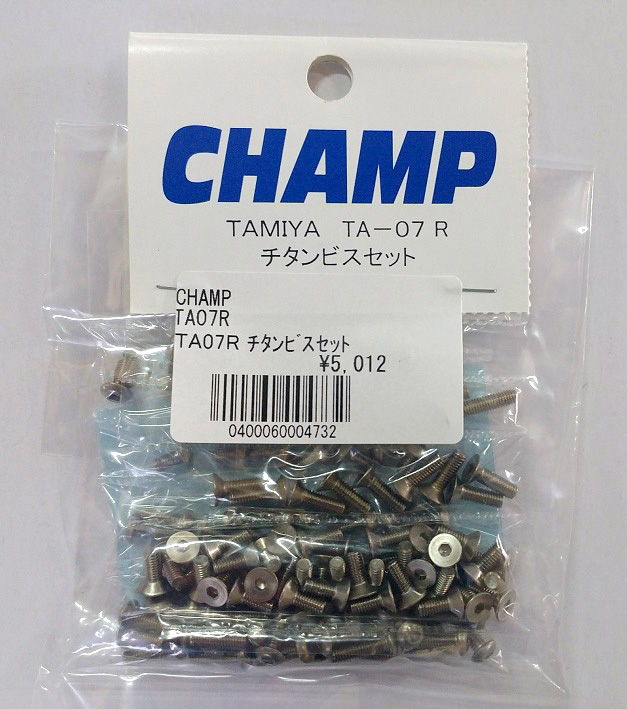 CHAMP
TAMIYA TA-07 R
チタンビスセット
CHAMP
TA07R
TA07R ﾁﾀﾝﾋﾞｽｾｯﾄ
¥5,012
0400060004732